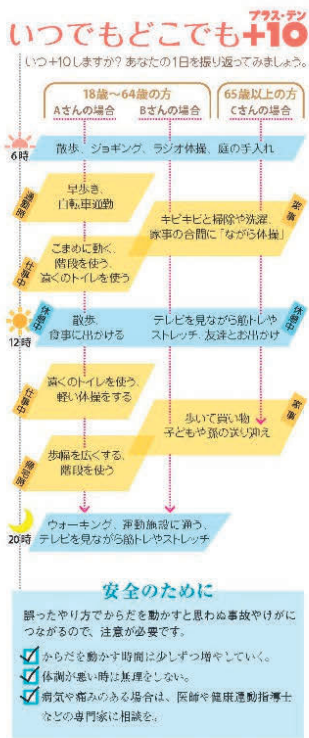 プラス・テン
いつでもどこでも+10
いつ+10しますか? あなたの1日を振り返ってみましょう。
18歳〜64歳の方
65歳以上の方
Aさんの場合
Bさんの場合
Cさんの場合
6時
散歩、ジョギング、ラジオ体操、庭の手入れ
通勤時
早歩き、
自転車通勤
家事
キビキビと掃除や洗濯、
家事の合間に「ながら体操」
仕事中
こまめに動く、
階段を使う、
遠くのトイレを使う
休憩中
12時
散歩、
食事に出かける
テレビを見ながら筋トレや
ストレッチ、友達とお出かけ
休憩中
仕事中
遠くのトイレを使う、
軽い体操をする
家事
歩いて買い物
子どもや孫の送り迎え
帰宅時
歩幅を広くする、
階段を使う
20時
ウォーキング、運動施設に通う、
テレビを見ながら筋トレやストレッチ
安全のために
誤ったやり方でからだを動かすと思わぬ事故やけがに
つながるので、注意が必要です。
からだを動かす時間は少しずつ増やしていく。
体調が悪い時は無理をしない。
病気や痛みのある場合は、医師や健康運動指導士
などの専門家に相談を。